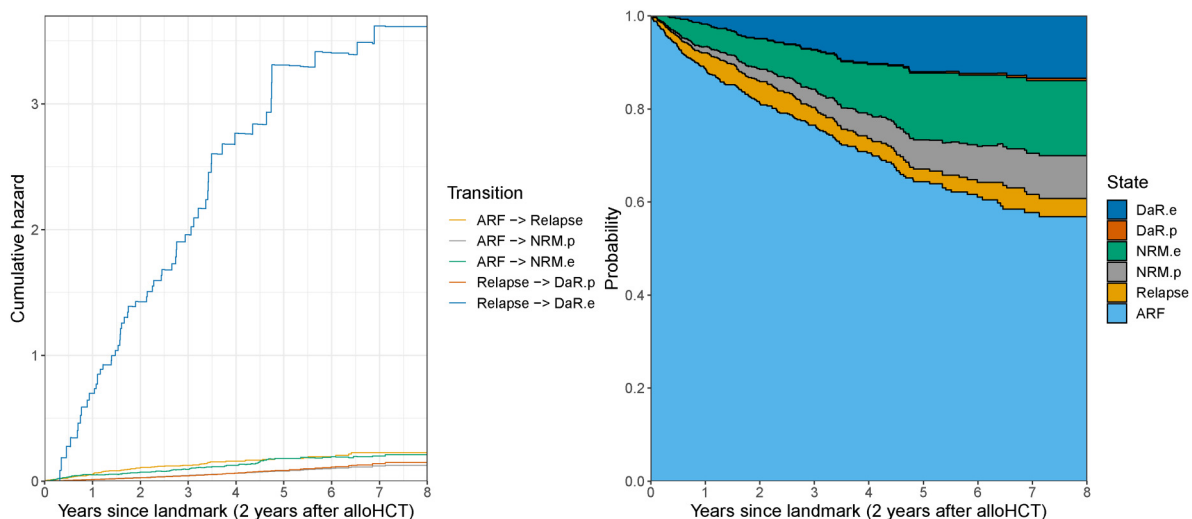 Cumulative hazard
3
2
1
0
0 1 2 3 4 5 6 7 8
Years since landmark (2 years after alloHCT)
Transition
ARF −> Relapse
ARF −> NRM.p
ARF −> NRM.e
Relapse −> DaR.p
Relapse −> DaR.e
Probability
1.0
0.8
0.6
0.4
0.2
0.0
0 1 2 3 4 5 6 7 8
Years since landmark (2 years after alloHCT)
State
DaR.e
DaR.p
NRM.e
NRM.p
Relapse
ARF